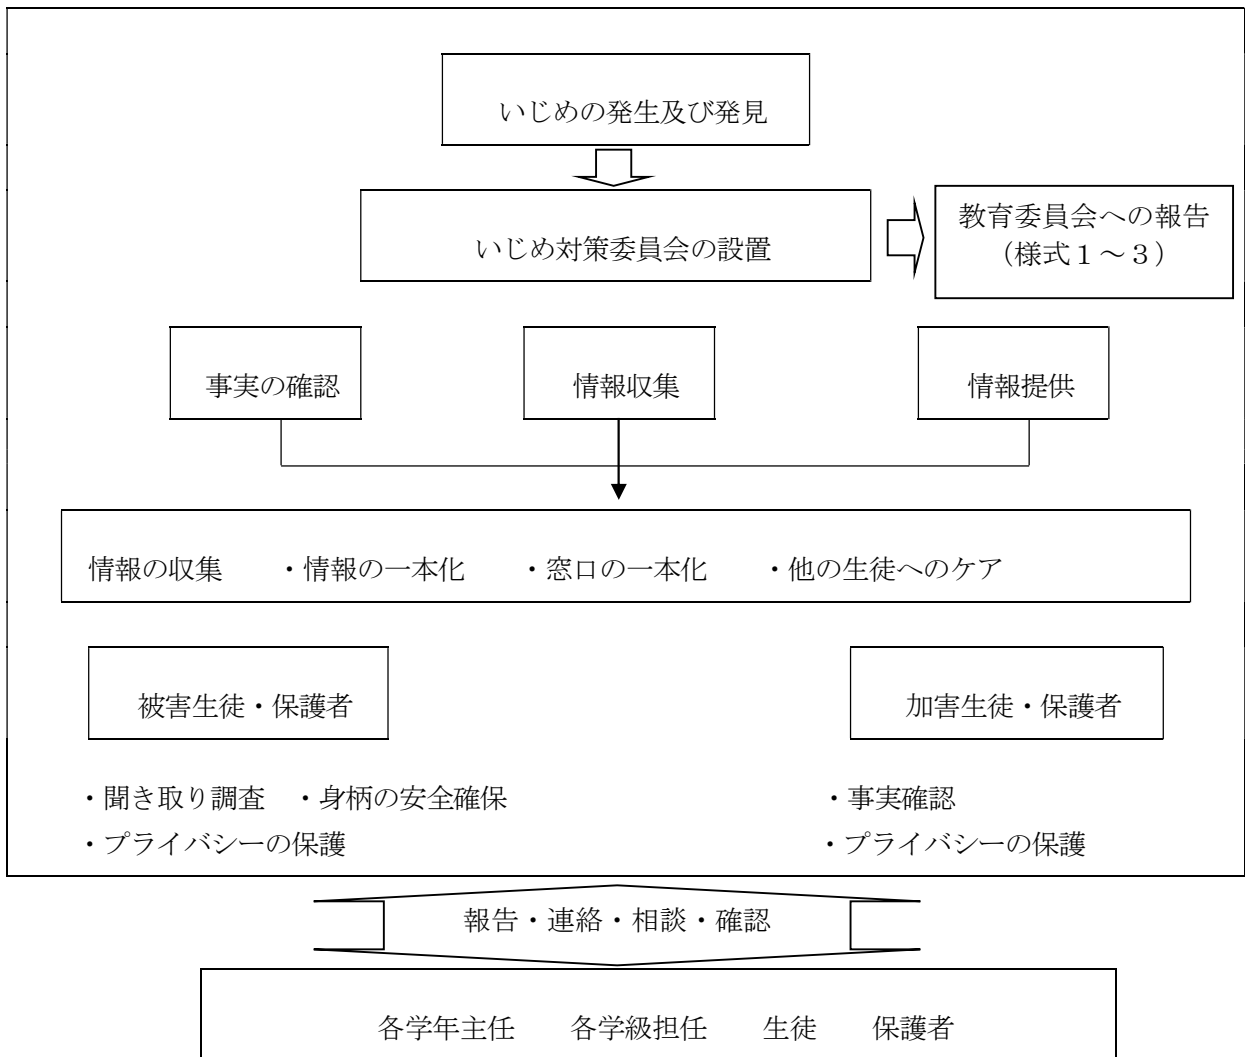 いじめの発生及び発見
いじめ対策委員会の設置
教育委員会への報告
（様式１～３）
事実の確認
情報収集
情報提供
情報の収集　　・情報の一本化　　・窓口の一本化　　・他の生徒へのケア
被害生徒・保護者
加害生徒・保護者
・聞き取り調査　・身柄の安全確保
・プライバシーの保護
・事実確認
・プライバシーの保護
報告・連絡・相談・確認
各学年主任　　各学級担任　　生徒　　保護者